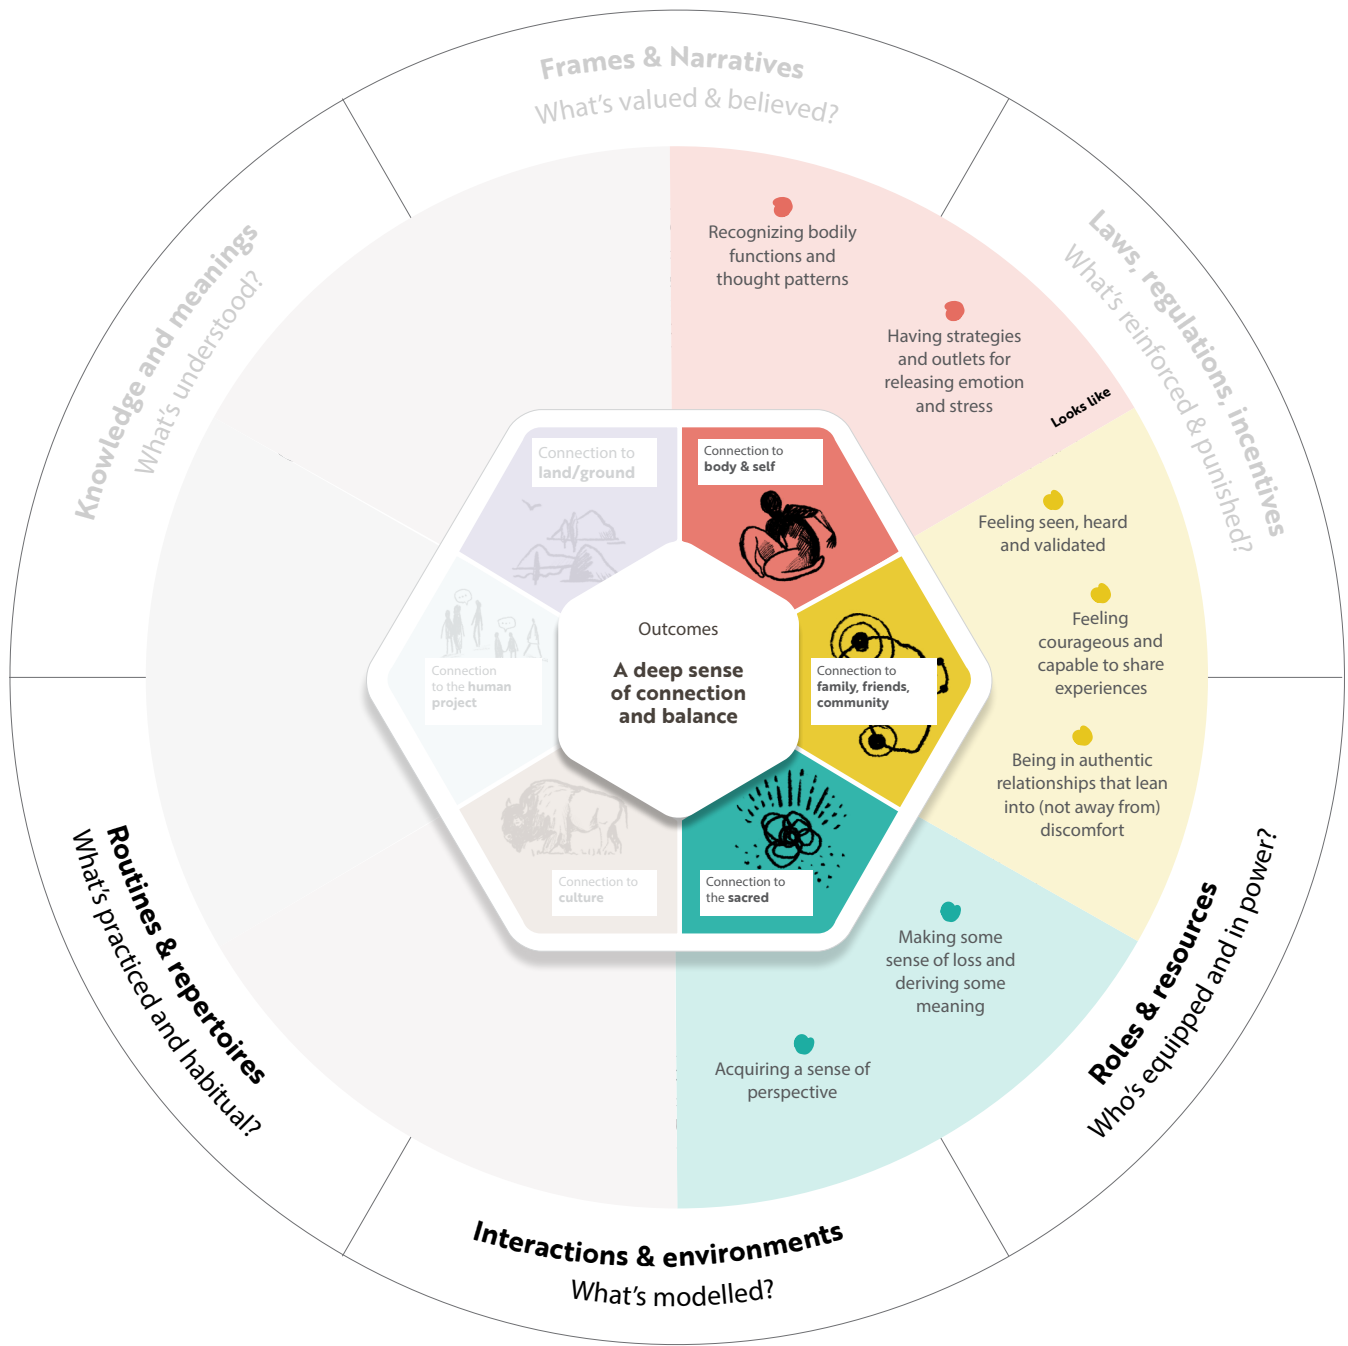 Frames & Narratives
What's valued & believed?
Knowledge and meanings
What's understood?
Laws, regulations, incentives
What's reinforced & punished?
Recognizing bodily
functions and
thought patterns
Having strategies
and outlets for
releasing emotion
and stress
Looks like
Connection to
land/ground
Connection to
body & self
Feeling seen, heard
and validated
Feeling
courageous and
capable to share
experiences
Being in authentic
relationships that lean
into (not away from)
discomfort
Connection
to the human
project
Outcomes
A deep sense
of connection
and balance
Connection to
family, friends,
community
Connection to
culture
Connection to
the sacred
Making some
sense of loss and
deriving some
meaning
Acquiring a sense of
perspective
Routines & repertoires
What's practiced and habitual?
Roles & resources
Who's equipped and in power?
Interactions & environments
What's modelled?